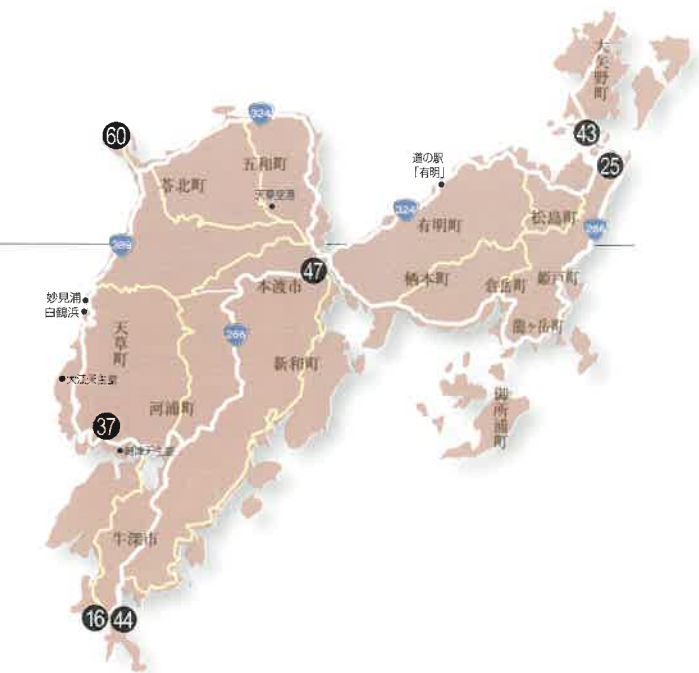 大矢野町
43
25
60
324
五和町
苓北町
天草空港
道の駅
「有明」
324
有明町
松島町
266
389
47
本渡市
栖本町
倉岳町
姫戸町
龍ヶ岳町
妙見浦
白鶴浜
天草町
266
新和町
大江天主堂
河浦町
御所浦町
37
崎津天主堂
牛深市
16
44